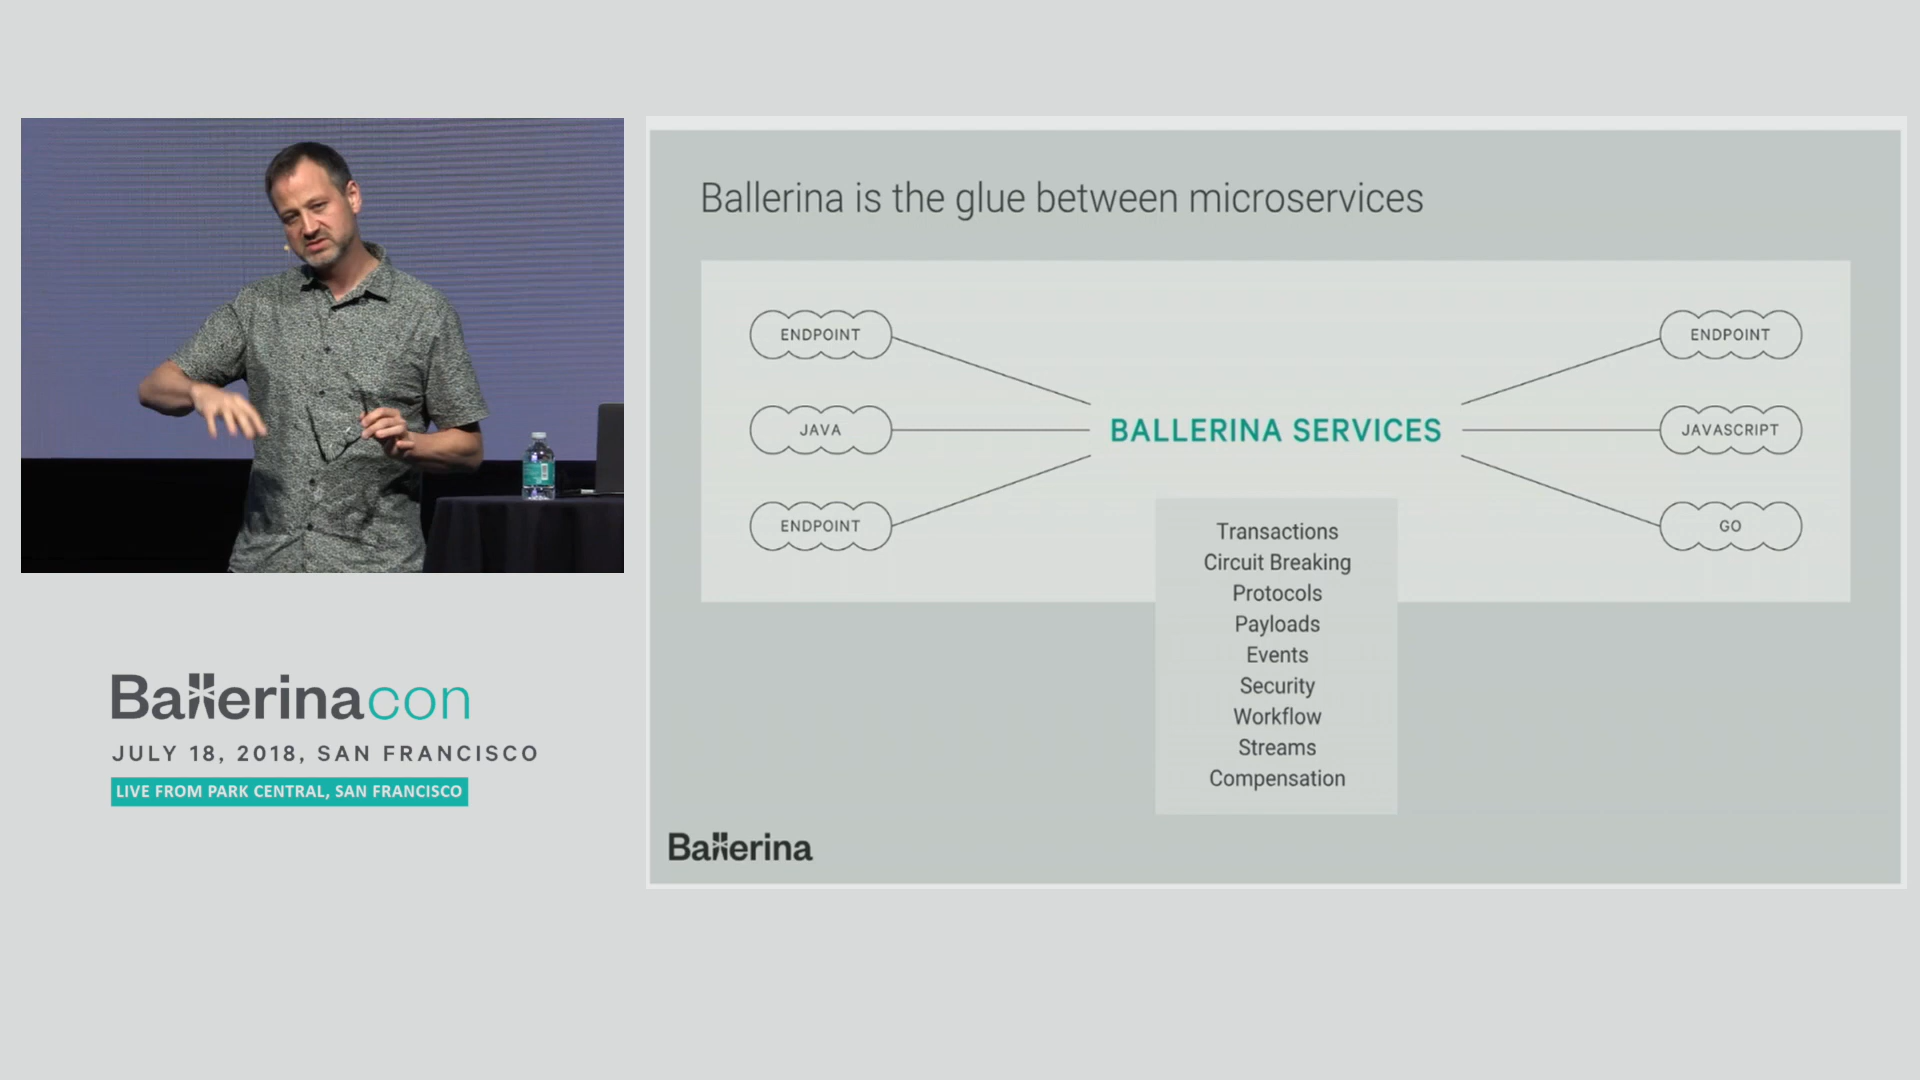 Ballerina is the glue between microservices
ENDPOINT
JAVA
ENDPOINT
BALLERINA SERVICES
ENDPOINT
JAVASCRIPT
GO
Transactions
Circuit Breaking
Protocols
Payloads
Events
Security
Workflow
Streams
Compensation
Ballerina
Ballerinacon
JULY 18, 2018, SAN FRANCISCO
LIVE FROM PARK CENTRAL, SAN FRANCISCO